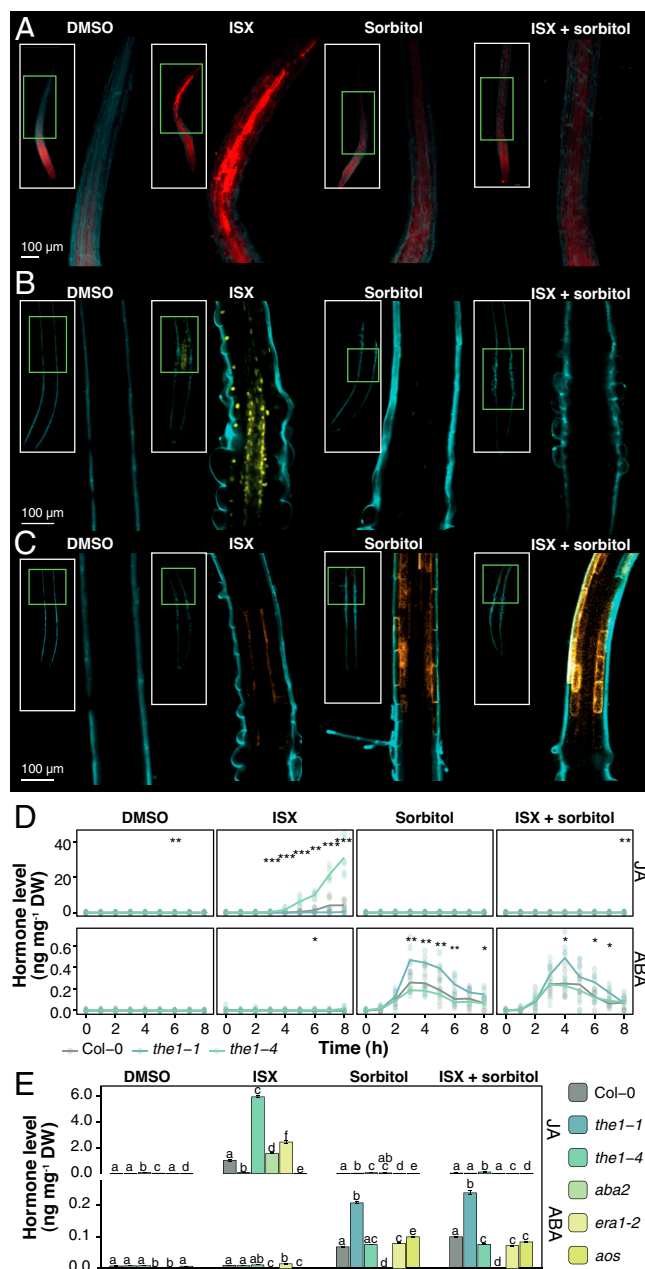 A
DMSO ISX Sorbitol ISX + sorbitol
100 μm
B
DMSO ISX Sorbitol ISX + sorbitol
100 μm
C
DMSO ISX Sorbitol ISX + sorbitol
100 μm
D
DMSO ISX Sorbitol ISX + sorbitol
Hormone level
(ng mg⁻¹ DW)
40
20
0
** *** *** *** ** *** *** **
JA
0.6
0.4
0.2
0.0
* ** ** ** ** * * * *
ABA
0 2 4 6 8 0 2 4 6 8 0 2 4 6 8 0 2 4 6 8
Col–0 the1–1 the1–4
Time (h)
E
DMSO ISX Sorbitol ISX + sorbitol
Hormone level
(ng mg⁻¹ DW)
6.0
4.0
2.0
0.0
a a b c a d a b c d f e a b c ab d e a a b a c d
JA
0.2
0.1
0.0
a a a b b a a a ab c b c a b ac d c a a b c d c a
ABA
Col–0
the1–1
the1–4
aba2
era1-2
aos